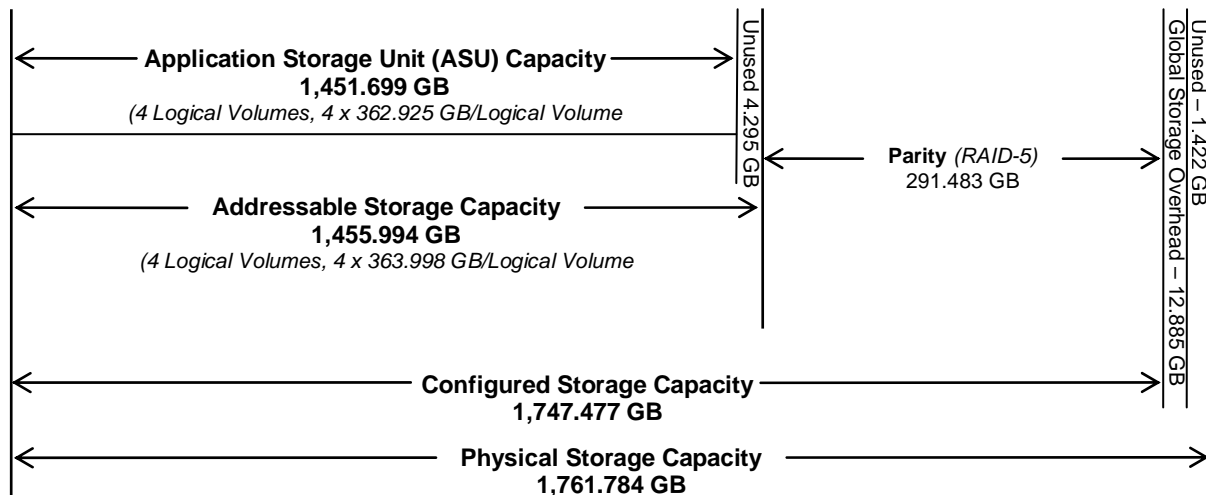 Application Storage Unit (ASU) Capacity
1,451.699 GB
(4 Logical Volumes, 4 x 362.925 GB/Logical Volume
Unused 4.295 GB
Addressable Storage Capacity
1,455.994 GB
(4 Logical Volumes, 4 x 363.998 GB/Logical Volume
Parity (RAID-5)
291.483 GB
Unused – 1.422 GB
Global Storage Overhead – 12.885 GB
Configured Storage Capacity
1,747.477 GB
Physical Storage Capacity
1,761.784 GB